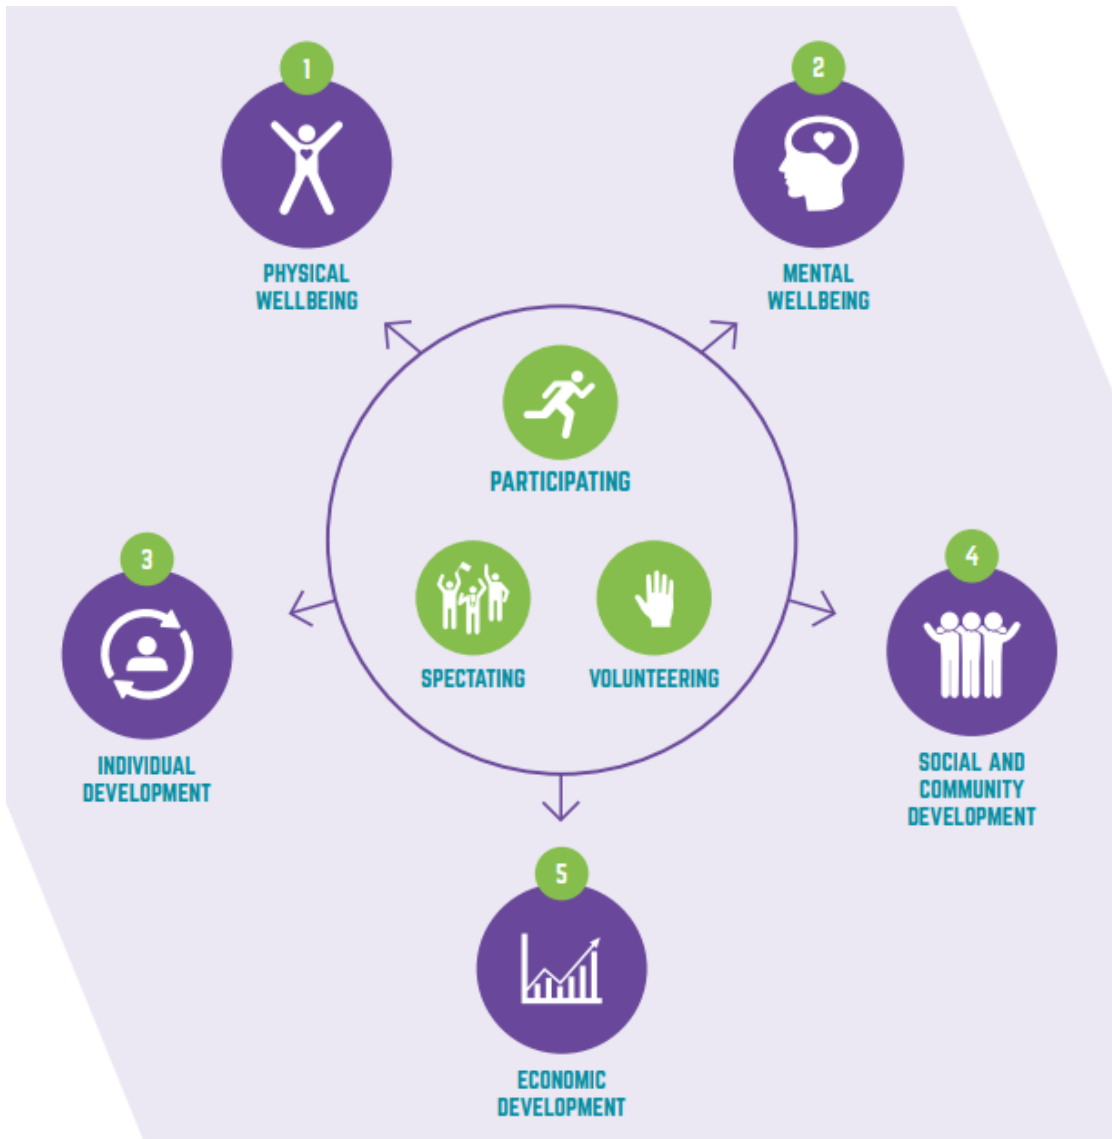 1
PHYSICAL
WELLBEING
2
MENTAL
WELLBEING
PARTICIPATING
SPECTATING
VOLUNTEERING
3
INDIVIDUAL
DEVELOPMENT
4
SOCIAL AND
COMMUNITY
DEVELOPMENT
5
ECONOMIC
DEVELOPMENT